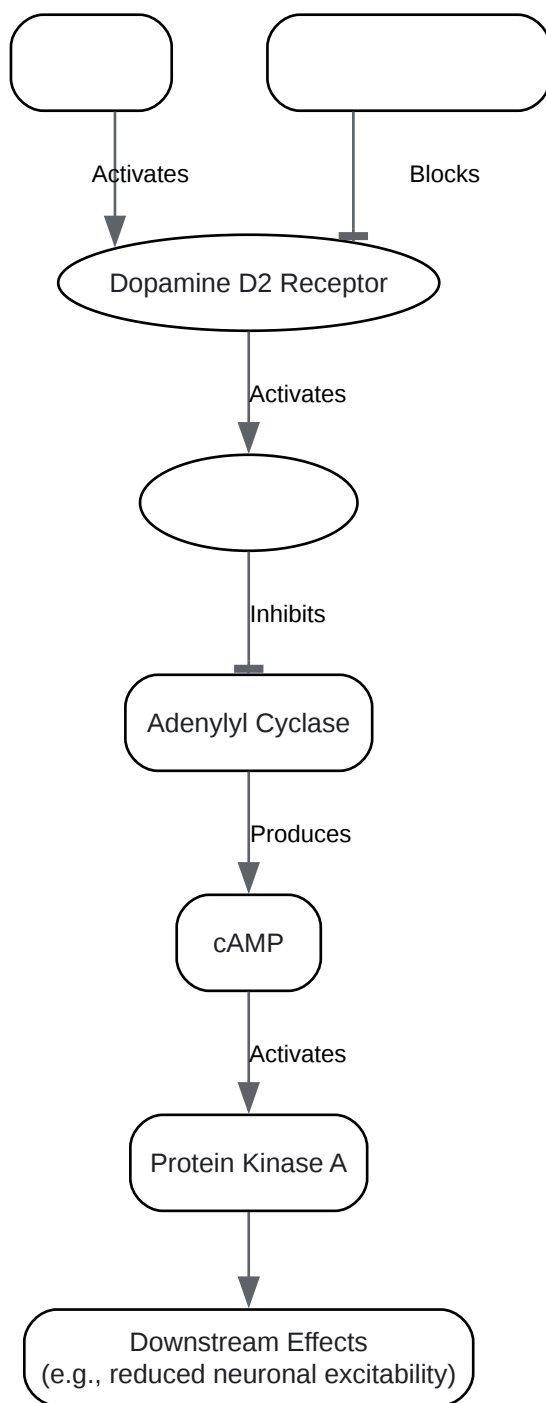 Activates
Blocks
Dopamine D2 Receptor
Activates
Inhibits
Adenylyl Cyclase
Produces
cAMP
Activates
Protein Kinase A
Downstream Effects
(e.g., reduced neuronal excitability)